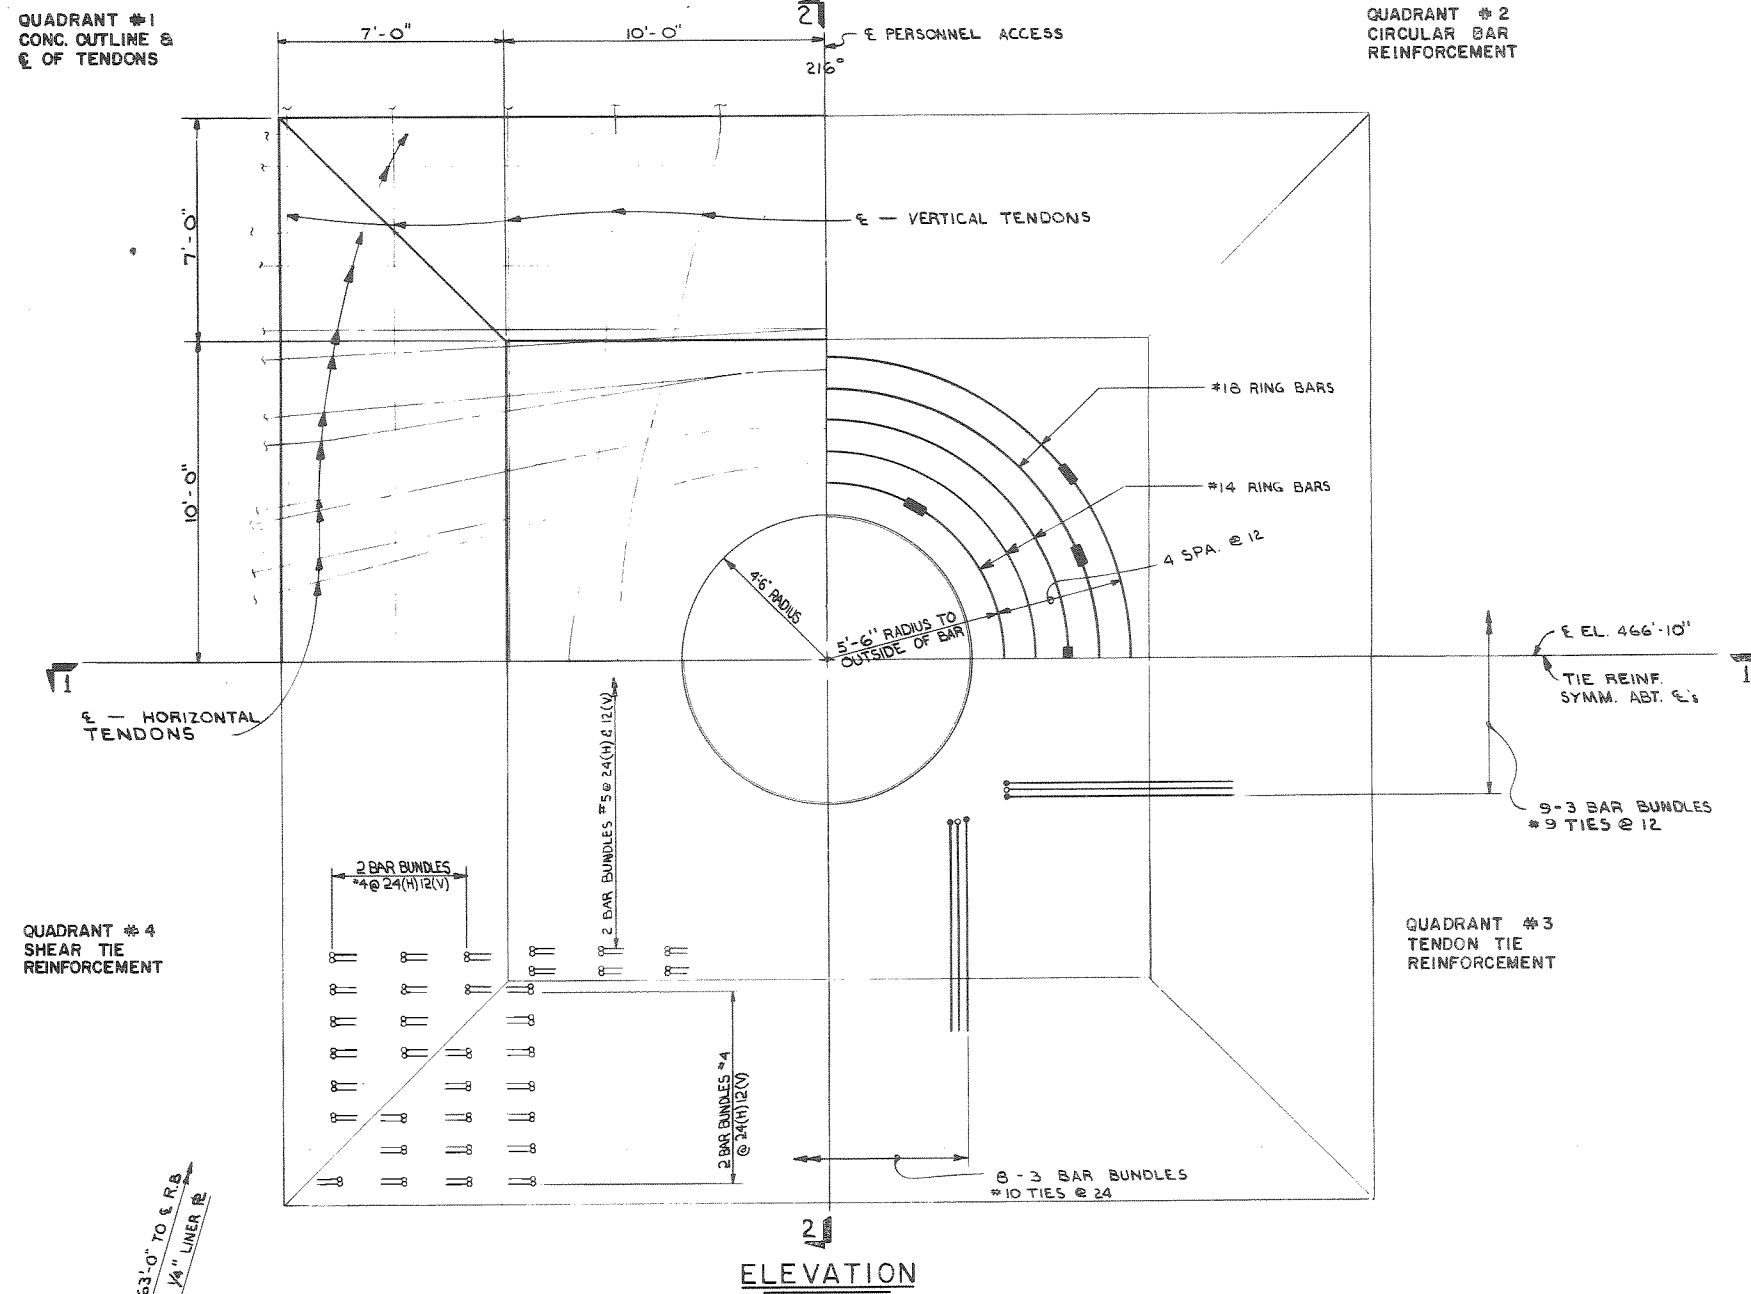 QUADRANT #1
CONC. OUTLINE &
℄ OF TENDONS
7'-0"
10'-0"
2
℄ PERSONNEL ACCESS
216°
QUADRANT #2
CIRCULAR BAR
REINFORCEMENT
7'-0"
℄ — VERTICAL TENDONS
10'-0"
#18 RING BARS
#14 RING BARS
4 SPA. @ 12
4'-6" RADIUS
5'-6" RADIUS TO
OUTSIDE OF BAR
℄ EL. 466'-10"
1
1
TIE REINF.
SYMM. ABT. ℄'s
℄ — HORIZONTAL
TENDONS
2 BAR BUNDLES #5 @ 24(H) & 12(V)
9-3 BAR BUNDLES
#9 TIES @ 12
2 BAR BUNDLES
#4@24(H)12(V)
QUADRANT #4
SHEAR TIE
REINFORCEMENT
QUADRANT #3
TENDON TIE
REINFORCEMENT
2 BAR BUNDLES #4
@ 24(H)12(V)
8 - 3 BAR BUNDLES
#10 TIES @ 24
63'-0" TO ℄ R.B.
1/4" LINER ℞
2
ELEVATION